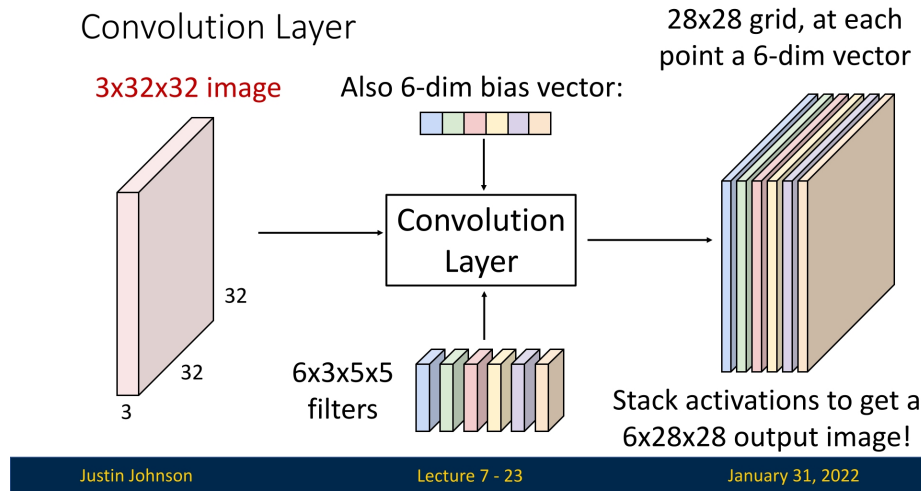 Convolution Layer
28x28 grid, at each
point a 6-dim vector
3x32x32 image
Also 6-dim bias vector:
Convolution
Layer
32
32
3
6x3x5x5
filters
Stack activations to get a
6x28x28 output image!
Justin Johnson
Lecture 7 - 23
January 31, 2022